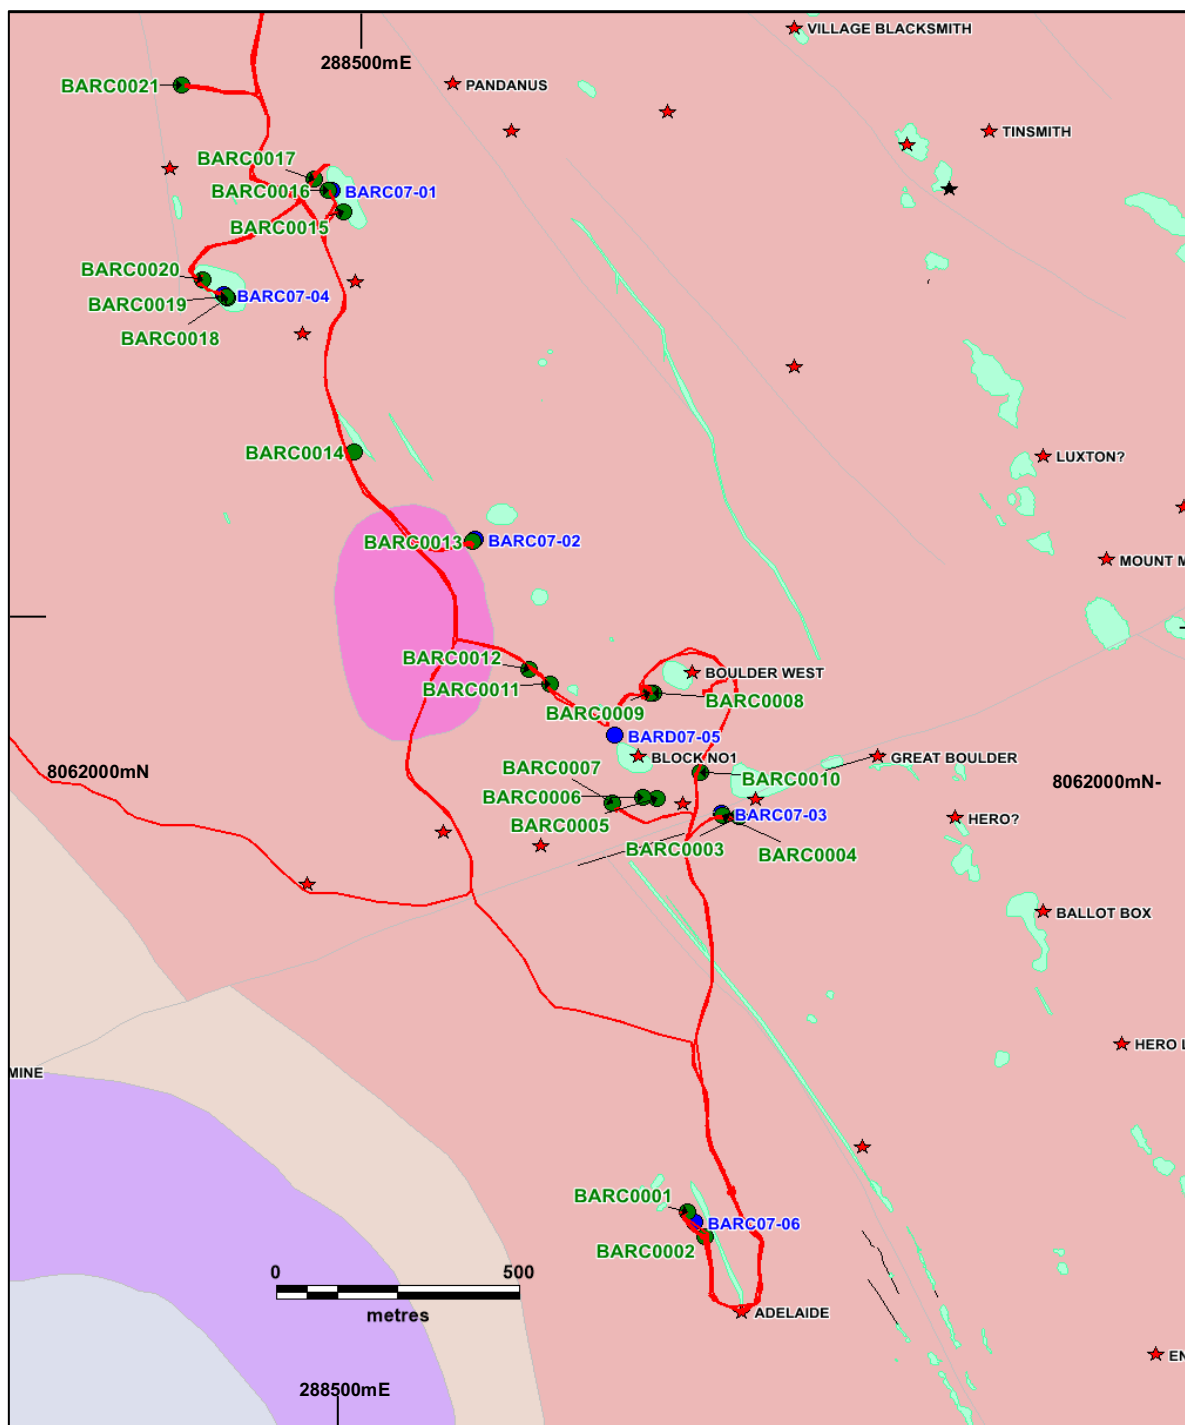 VILLAGE BLACKSMITH
288500mE
BARC0021
PANDANUS
TINSMITH
BARC0017
BARC0016
BARC07-01
BARC0015
BARC0020
BARC0019
BARC07-04
BARC0018
BARC0014
LUXTON?
BARC0013
BARC07-02
MOUNT M
BARC0012
BARC0011
BOULDER WEST
BARC0009
BARC0008
BARD07-05
BLOCK NO1
GREAT BOULDER
BARC0007
8062000mN
BARC0010
8062000mN-
BARC0006
BARC0005
BARC07-03
HERO?
BARC0003
BARC0004
BALLOT BOX
HERO L
MINE
BARC0001
BARC07-06
BARC0002
0 500
metres
ADELAIDE
EN
288500mE